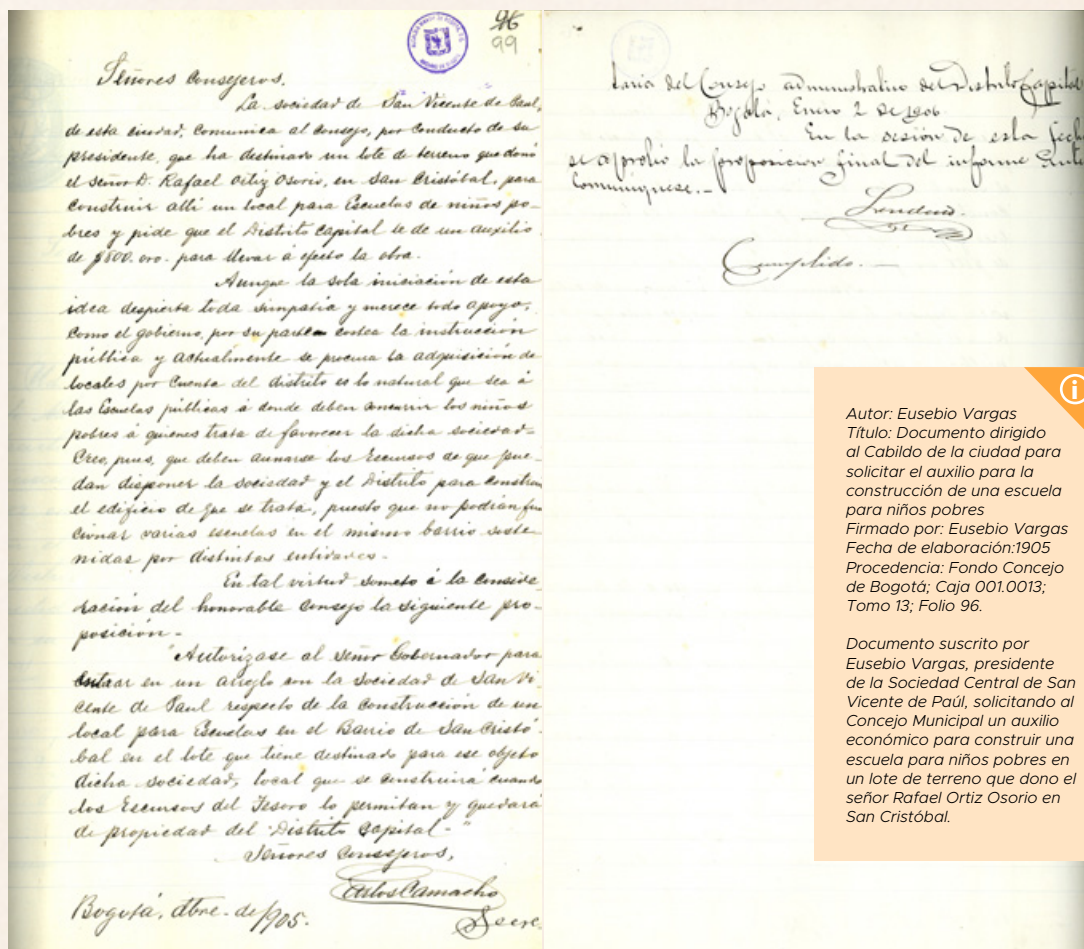 96
99
Señores Consejeros.
La sociedad de San Vicente de Paul,
de esta ciudad, comunica al consejo, por conducto de su
presidente, que ha destinado un lote de terreno que donó
el señor D. Rafael Ortiz Osorio, en San Cristóbal, para
construir allí un local para Escuelas de niños po-
bres y pide que el Distrito Capital le de un auxilio
de $800. oro. para llevar á efecto la obra.
Aunque la sola iniciación de esta
idea despierta toda simpatía y merece todo apoyo,
como el gobierno, por su parte costea la instrucción
pública y actualmente se procura la adquisición de
locales por cuenta del distrito es lo natural que sea á
las Escuelas públicas á donde deben concurrir los niños
pobres á quienes trata de favorecer la dicha sociedad-
Creo, pues, que deben aunarse los recursos de que pue-
dan disponer la sociedad y el Distrito para construir
el edificio de que se trata, puesto que no podrían fun
cionar varias escuelas en el mismo barrio soste-
nidas por distintas entidades.
En tal virtud someto á la conside
ración del honorable Consejo la siguiente pro-
posición-
"Autorízase al señor Gobernador para
entrar en un arreglo con la Sociedad de San Vi-
cente de Paul respecto de la construcción de un
local para Escuelas en el Barrio de San Cristó-
bal en el lote que tiene destinado para ese objeto
dicha sociedad, local que se construirá cuando
los recursos del Tesoro lo permitan y quedará
de propiedad del Distrito Capital-"
Señores Consejeros,
Carlos Camacho
Bogotá, dbre. de 1905.
taria del Consejo administrativo del Distrito Capital
Bogotá, Enero 2 de 1906
En la sesión de esta fecha
se aprobó la proposición final del informe ante
Comuníquese.-
Londoño.
Cumplido.-
Autor: Eusebio Vargas
Título: Documento dirigido
al Cabildo de la ciudad para
solicitar el auxilio para la
construcción de una escuela
para niños pobres
Firmado por: Eusebio Vargas
Fecha de elaboración:1905
Procedencia: Fondo Concejo
de Bogotá; Caja 001.0013;
Tomo 13; Folio 96.
Documento suscrito por
Eusebio Vargas, presidente
de la Sociedad Central de San
Vicente de Paúl, solicitando al
Concejo Municipal un auxilio
económico para construir una
escuela para niños pobres en
un lote de terreno que dono el
señor Rafael Ortiz Osorio en
San Cristóbal.